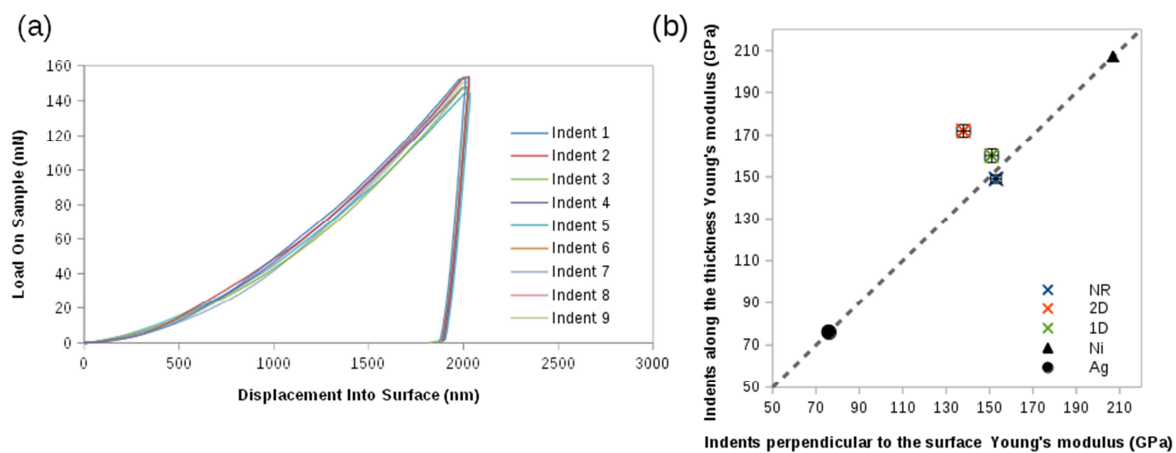 (a)
160
140
120
100
80
60
40
20
0
Load On Sample (mN)
0 500 1000 1500 2000 2500 3000
Displacement Into Surface (nm)
Indent 1
Indent 2
Indent 3
Indent 4
Indent 5
Indent 6
Indent 7
Indent 8
Indent 9
(b)
Indents along the thickness Young's modulus (GPa)
210
190
170
150
130
110
90
70
50
50 70 90 110 130 150 170 190 210
Indents perpendicular to the surface Young's modulus (GPa)
NR
2D
1D
Ni
Ag